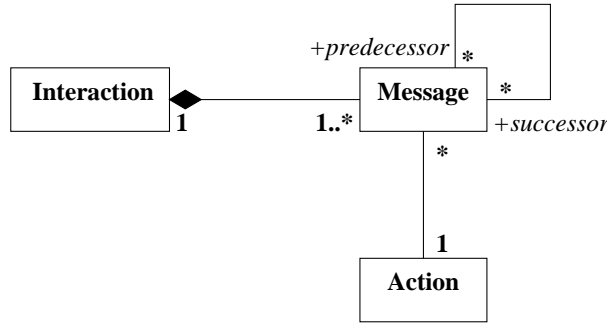 +predecessor
*
Interaction
Message
*
1
1..*
+successor
*
1
Action